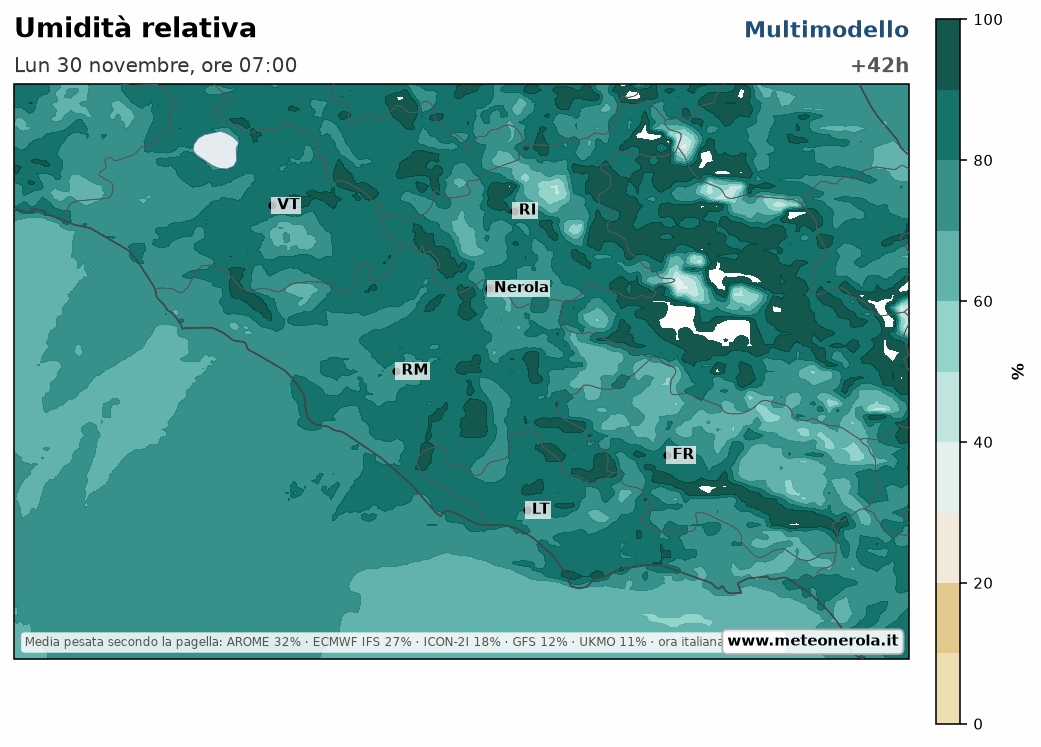 Umidità relativa
Multimodello
Lun 30 novembre, ore 07:00
+42h
100
80
60
40
20
0
%
VT
RI
Nerola
RM
FR
LT
Media pesata secondo la pagella: AROME 32% · ECMWF IFS 27% · ICON-2I 18% · GFS 12% · UKMO 11% · ora italiana
www.meteonerola.it